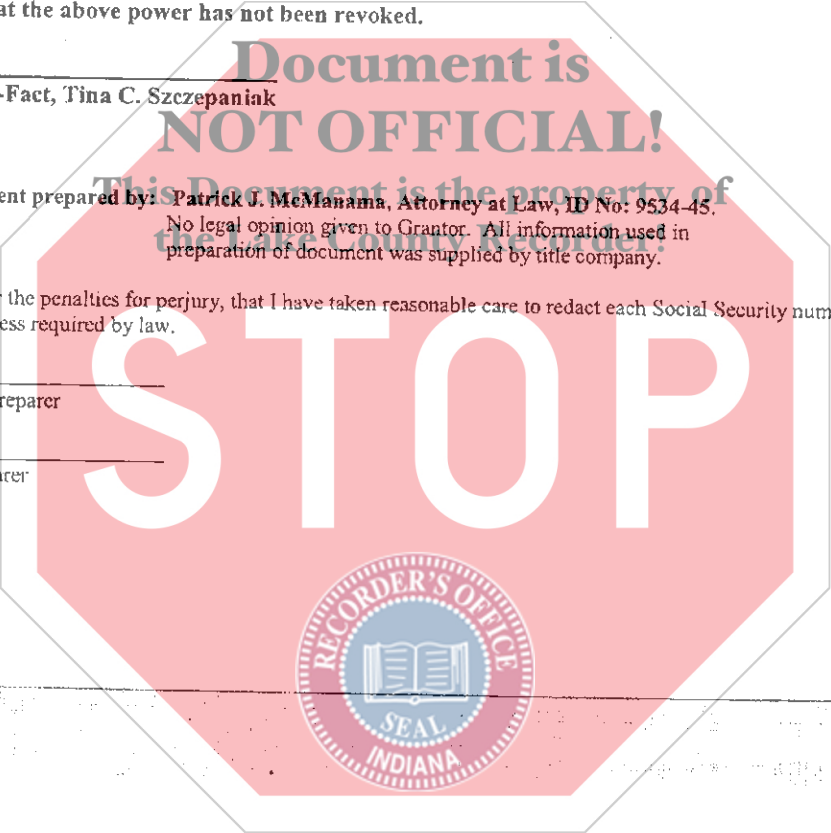 at the above power has not been revoked.
Document is
-Fact, Tina C. Szczepaniak
NOT OFFICIAL!
This Document is the property of
ent prepared by: Patrick J. McManama, Attorney at Law, ID No: 9534-45.
No legal opinion given to Grantor. All information used in
the Lake County Recorder!
preparation of document was supplied by title company.
r the penalties for perjury, that I have taken reasonable care to redact each Social Security num
ess required by law.
STOP
reparer
arer
RECORDER'S OFFICE
SEAL
INDIANA